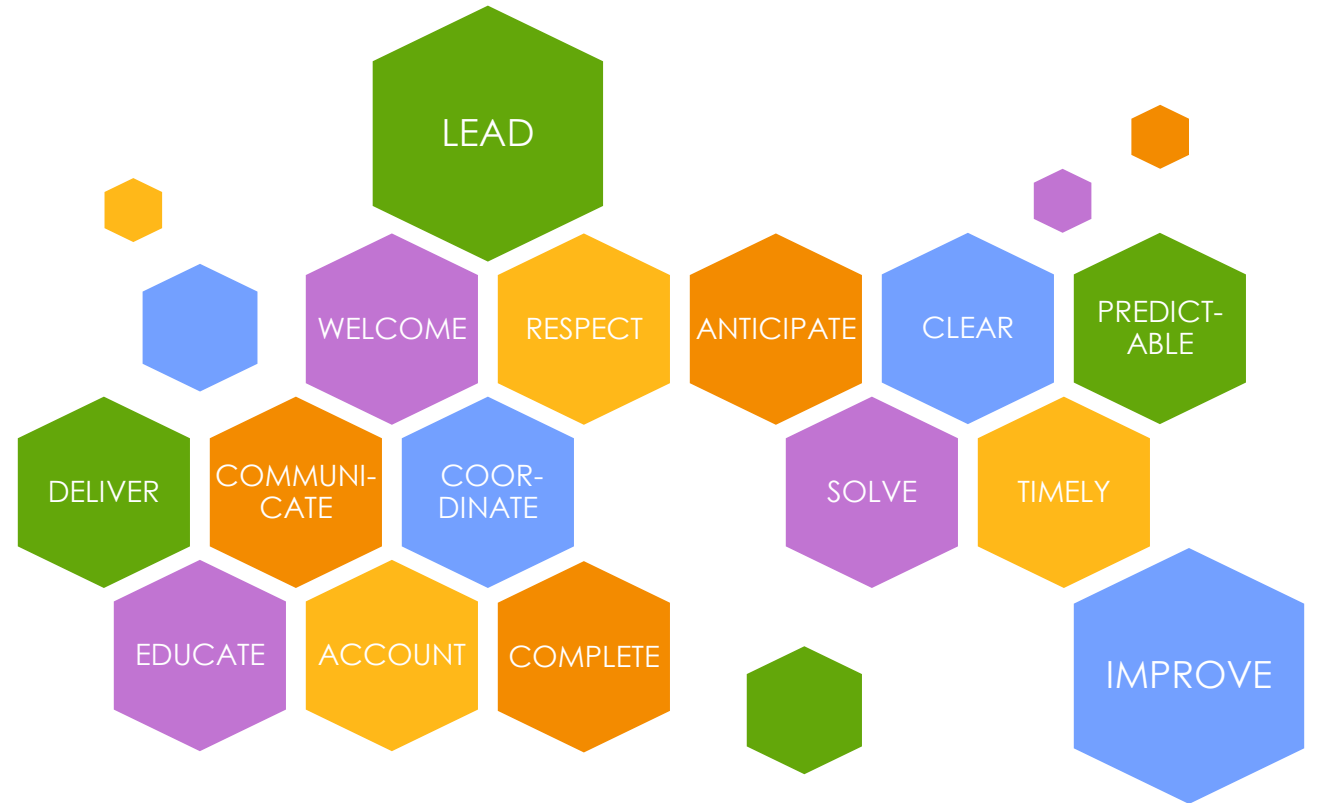 LEAD
WELCOME
RESPECT
ANTICIPATE
CLEAR
PREDICT-
ABLE
DELIVER
COMMUNI-
CATE
COOR-
DINATE
SOLVE
TIMELY
EDUCATE
ACCOUNT
COMPLETE
IMPROVE